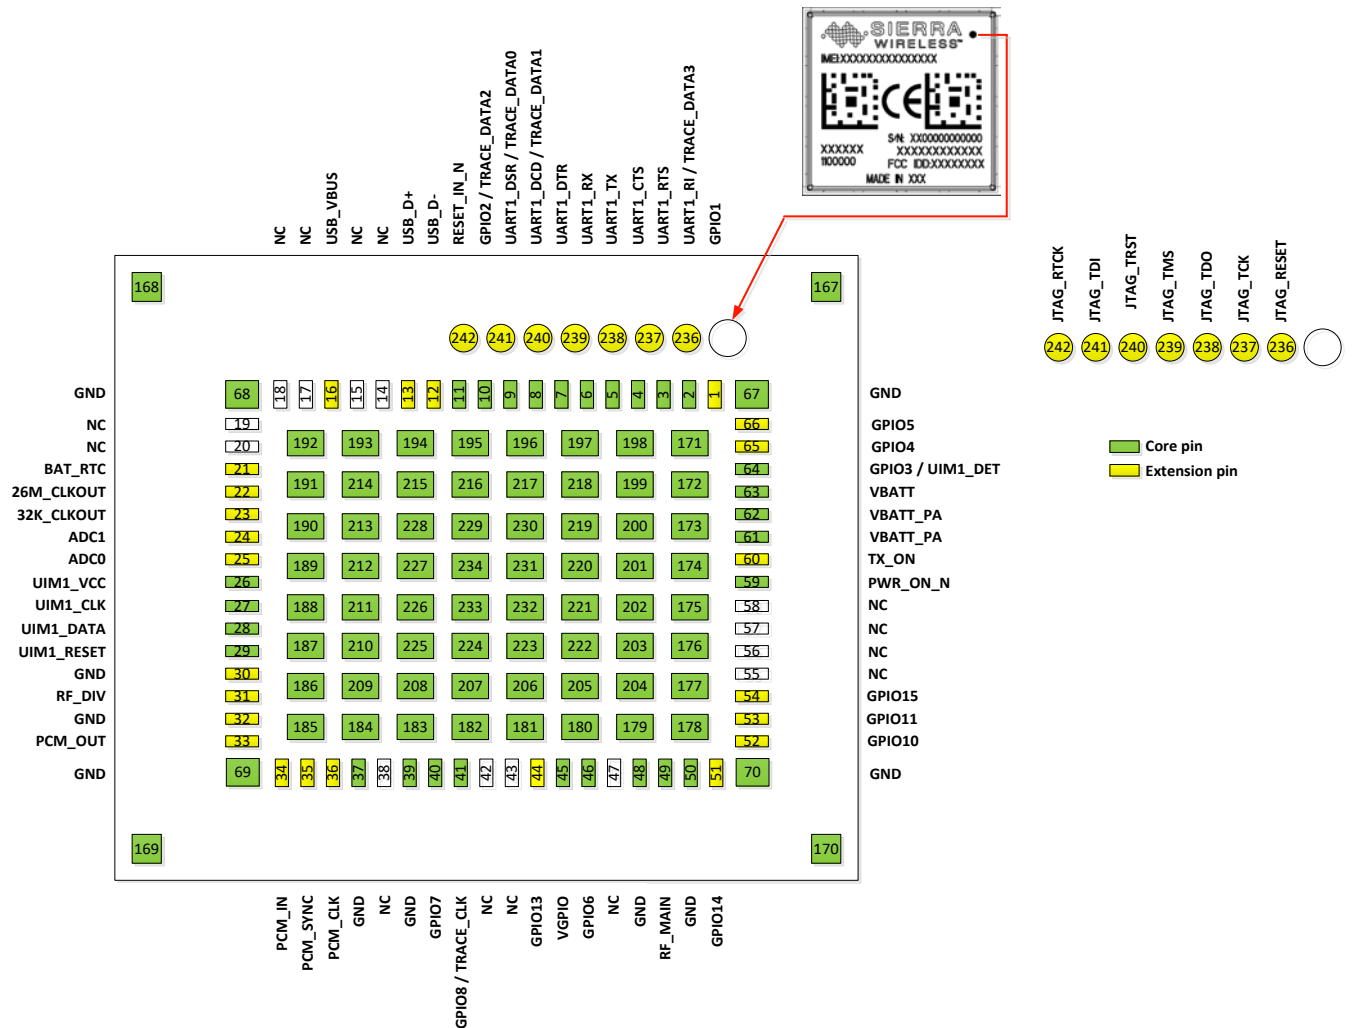 SIERRA
WIRELESS™
IMEI:XXXXXXXXXXXXXXX
CE
S/N: XX00000000000
XXXXXX
XXXXXXXXXXXX
1100000
FCC IDD:XXXXXXXX
MADE IN XXX
NC
NC
USB_VBUS
NC
NC
USB_D+
USB_D-
RESET_IN_N
GPIO2 / TRACE_DATA2
UART1_DSR / TRACE_DATA0
UART1_DCD / TRACE_DATA1
UART1_DTR
UART1_RX
UART1_TX
UART1_CTS
UART1_RTS
UART1_RI / TRACE_DATA3
GPIO1
JTAG_RTCK
JTAG_TDI
JTAG_TRST
JTAG_TMS
JTAG_TDO
JTAG_TCK
JTAG_RESET
242 241 240 239 238 237 236
168 167
242 241 240 239 238 237 236
GND 68 18 17 16 15 14 13 12 11 10 9 8 7 6 5 4 3 2 1 67 GND
NC 19 66 GPIO5
NC 20 192 193 194 195 196 197 198 171 65 GPIO4
BAT_RTC 21 64 GPIO3 / UIM1_DET
26M_CLKOUT 22 191 214 215 216 217 218 199 172 63 VBATT
32K_CLKOUT 23 62 VBATT_PA
ADC1 24 190 213 228 229 230 219 200 173 61 VBATT_PA
ADC0 25 189 212 227 234 231 220 201 174 60 TX_ON
UIM1_VCC 26 59 PWR_ON_N
UIM1_CLK 27 188 211 226 233 232 221 202 175 58 NC
UIM1_DATA 28 57 NC
UIM1_RESET 29 187 210 225 224 223 222 203 176 56 NC
GND 30 55 NC
RF_DIV 31 186 209 208 207 206 205 204 177 54 GPIO15
GND 32 185 184 183 182 181 180 179 178 53 GPIO11
PCM_OUT 33 52 GPIO10
GND 69 34 35 36 37 38 39 40 41 42 43 44 45 46 47 48 49 50 51 70 GND
169 170
PCM_IN
PCM_SYNC
PCM_CLK
GND
NC
GND
GPIO7
GPIO8 / TRACE_CLK
NC
NC
GPIO13
VGPIO
GPIO6
NC
GND
RF_MAIN
GND
GPIO14
Core pin
Extension pin